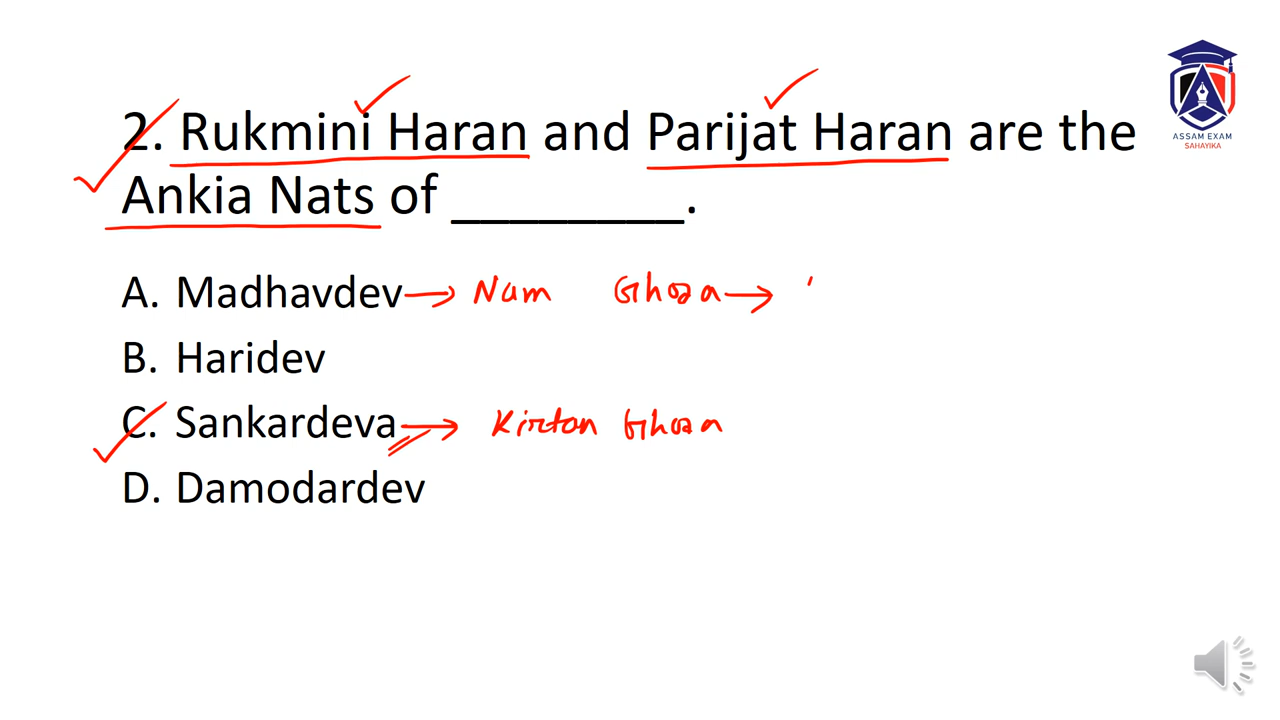 2. Rukmini Haran and Parijat Haran are the
Ankia Nats of ________.
A. Madhavdev → Nam Ghosa →
B. Haridev
C. Sankardeva → Kirton Ghosa
D. Damodardev
ASSAM EXAM
SAHAYIKA